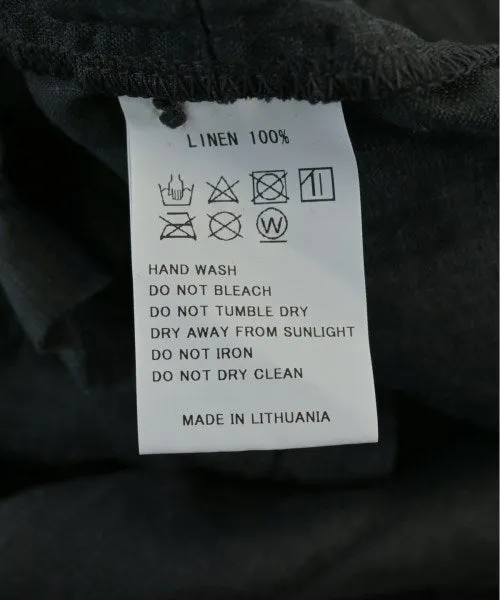 LINEN 100%
W
HAND WASH
DO NOT BLEACH
DO NOT TUMBLE DRY
DRY AWAY FROM SUNLIGHT
DO NOT IRON
DO NOT DRY CLEAN
MADE IN LITHUANIA